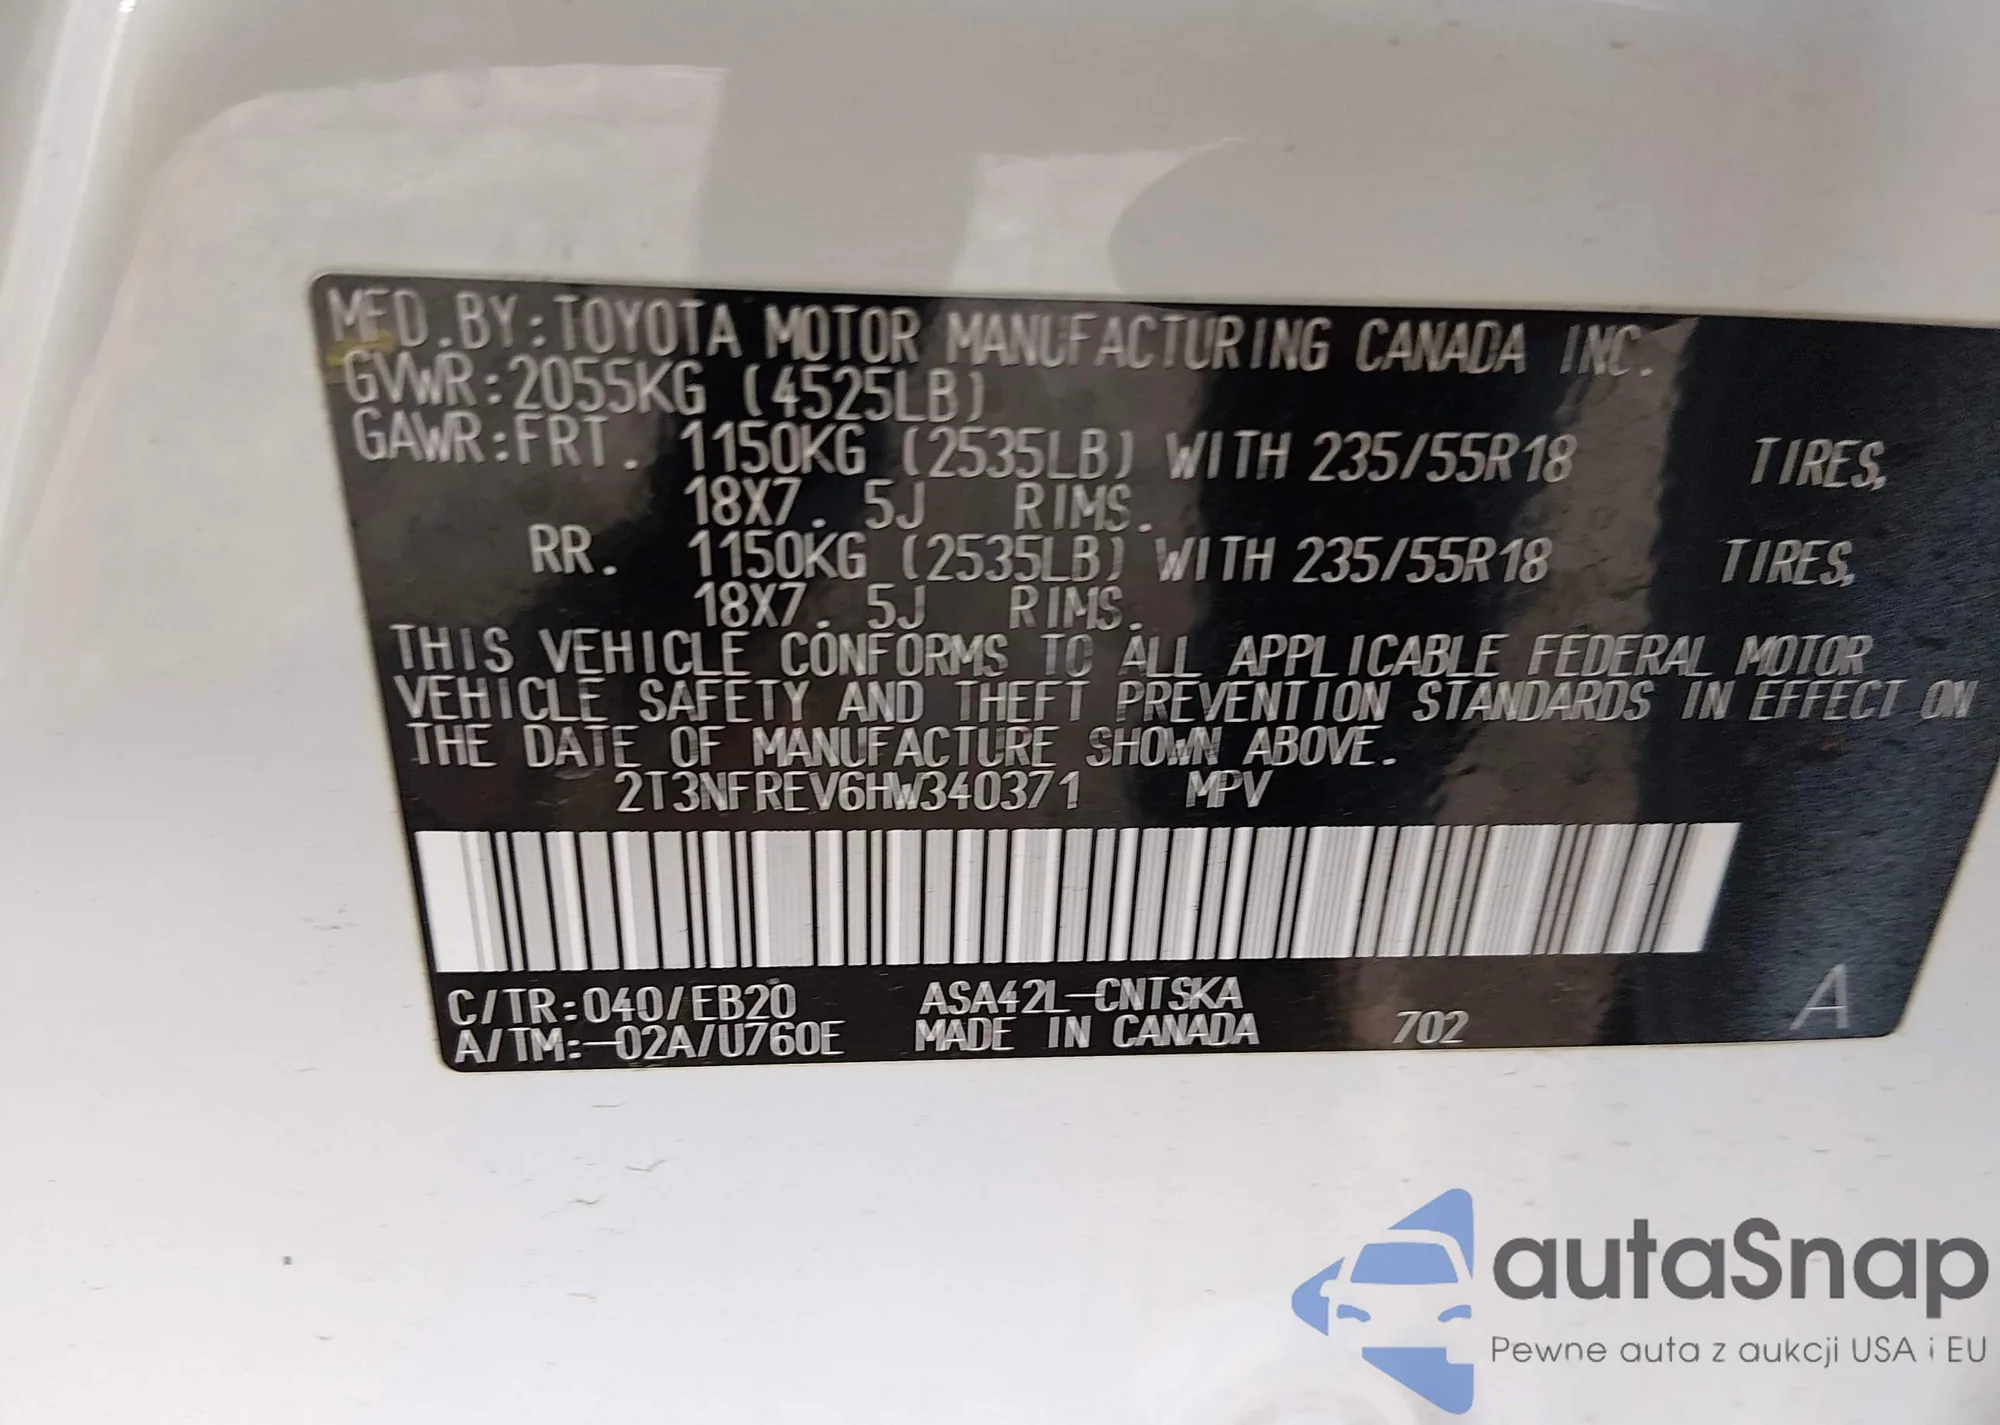 MFD.BY:TOYOTA MOTOR MANUFACTURING CANADA INC.
GVWR:2055KG (4525LB)
GAWR:FRT. 1150KG (2535LB) WITH 235/55R18 TIRES,
18X7.5J RIMS.
RR. 1150KG (2535LB) WITH 235/55R18 TIRES,
18X7.5J RIMS.
THIS VEHICLE CONFORMS TO ALL APPLICABLE FEDERAL MOTOR
VEHICLE SAFETY AND THEFT PREVENTION STANDARDS IN EFFECT ON
THE DATE OF MANUFACTURE SHOWN ABOVE.
2T3NFREV6HW340371 MPV
C/TR:040/EB20 ASA42L-CNTSKA
A/TM:-02A/U760E MADE IN CANADA 702 A
autaSnap
Pewne auta z aukcji USA i EU